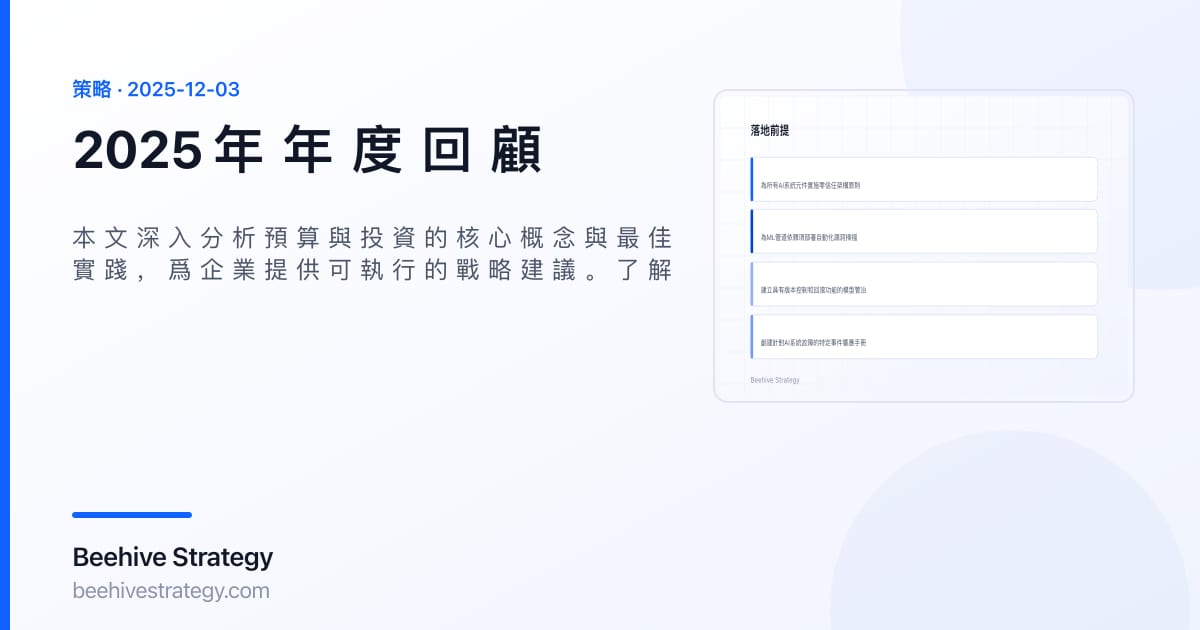 策略 · 2025-12-03
2025年年度回顧
本文深入分析預算與投資的核心概念與最佳
實踐，爲企業提供可執行的戰略建議。了解
落地前提
為所有AI系統元件實施零信任架構原則
為ML管道依賴項部署自動化漏洞掃描
建立具有版本控制和回滾功能的模型管治
創建針對AI系統故障的特定事件響應手冊
Beehive Strategy
Beehive Strategy
beehivestrategy.com